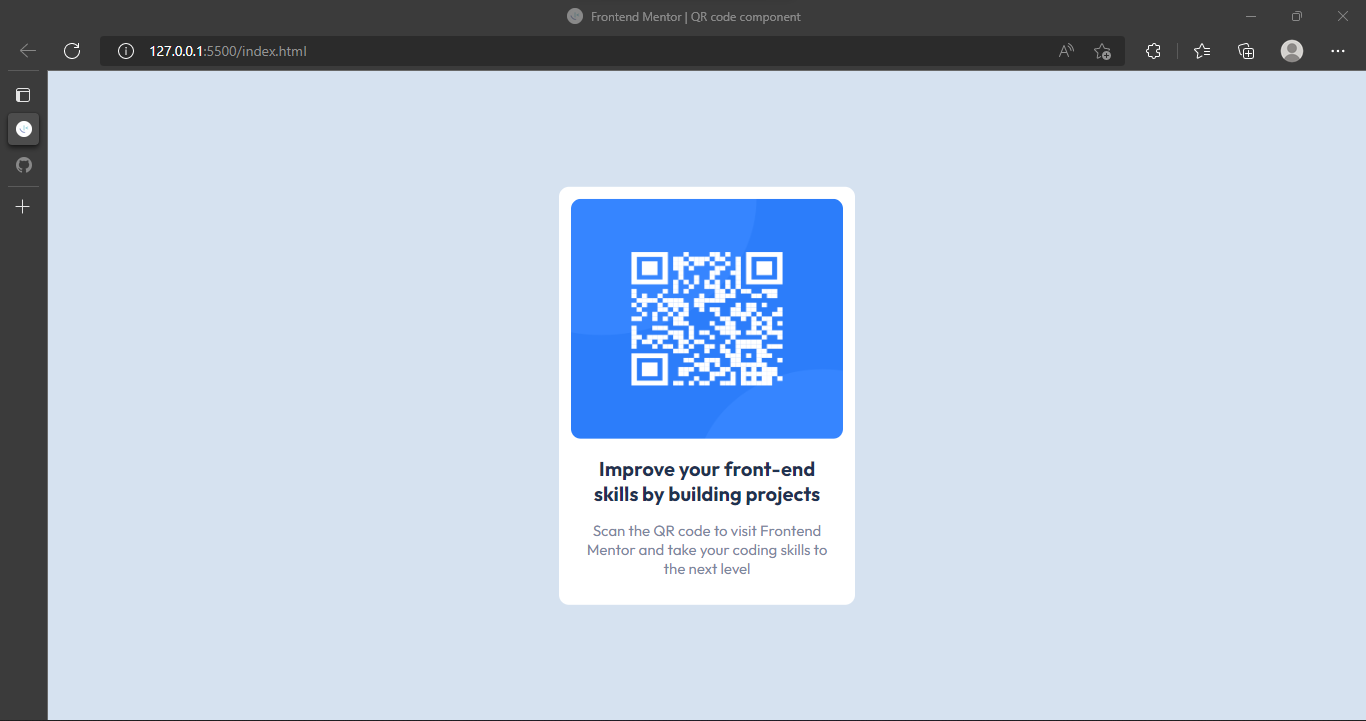 Frontend Mentor | QR code component
127.0.0.1:5500/index.html
Improve your front-end
skills by building projects
Scan the QR code to visit Frontend
Mentor and take your coding skills to
the next level